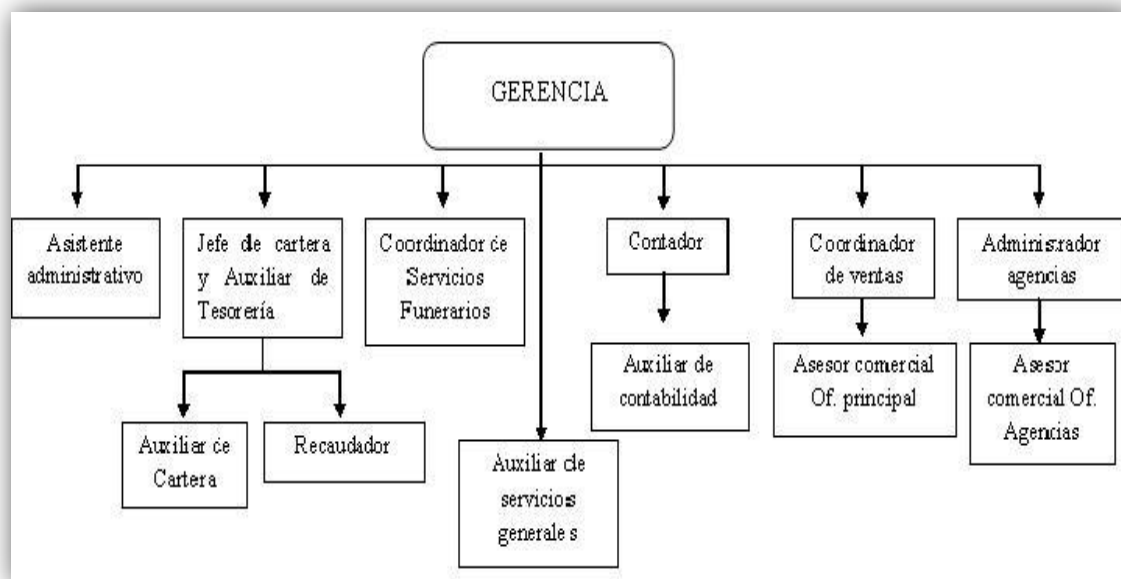 GERENCIA
Asistente
administrativo
Jefe de cartera
y Auxiliar de
Tesorería
Coordinador de
Servicios
Funerarios
Contador
Coordinador
de ventas
Administrador
agencias
Auxiliar de
Cartera
Recaudador
Auxiliar de
servicios
generales
Auxiliar de
contabilidad
Asesor comercial
Of. principal
Asesor
comercial Of.
Agencias